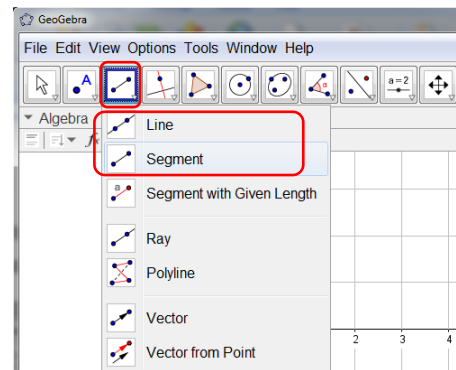 GeoGebra
File Edit View Options Tools Window Help
A a=2
Algebra
Line
Segment
a
Segment with Given Length
Ray
Polyline
Vector
Vector from Point
2 3 4